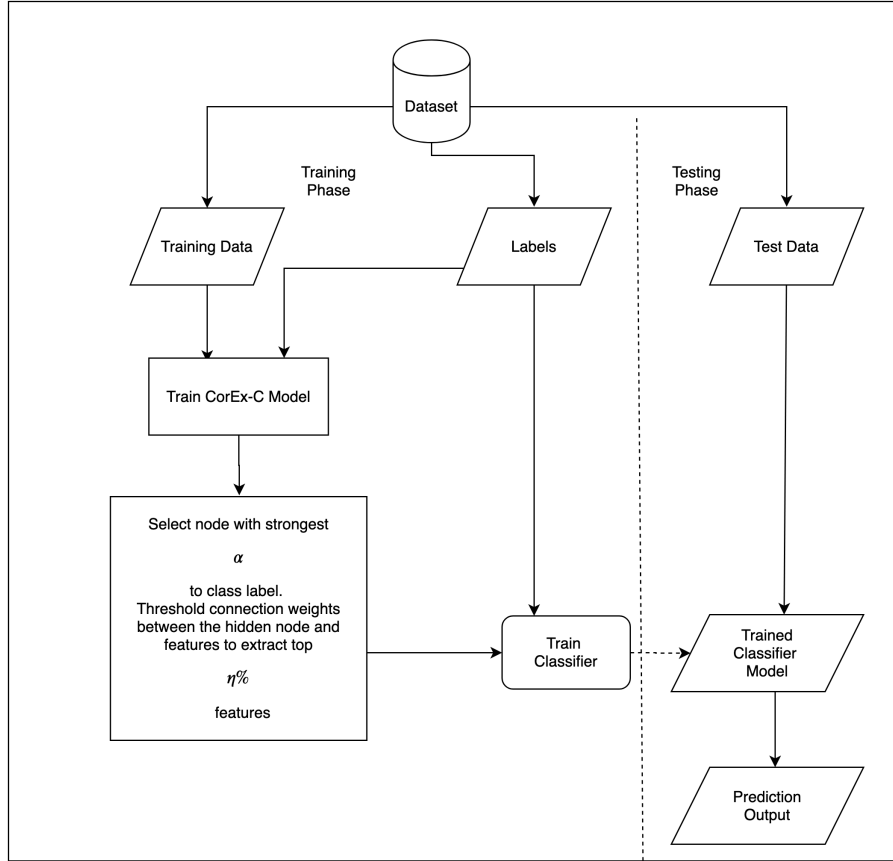 Dataset
Training
Phase
Testing
Phase
Training Data
Labels
Test Data
Train CorEx-C Model
Select node with strongest
α
to class label.
Threshold connection weights
between the hidden node and
features to extract top
η%
features
Train
Classifier
Trained
Classifier
Model
Prediction
Output